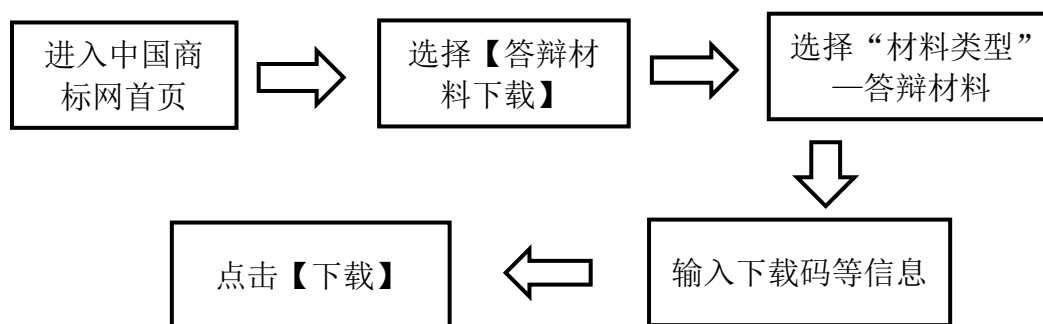 进入中国商
标网首页
选择【答辩材
料下载】
选择“材料类型”
—答辩材料
输入下载码等信息
点击【下载】